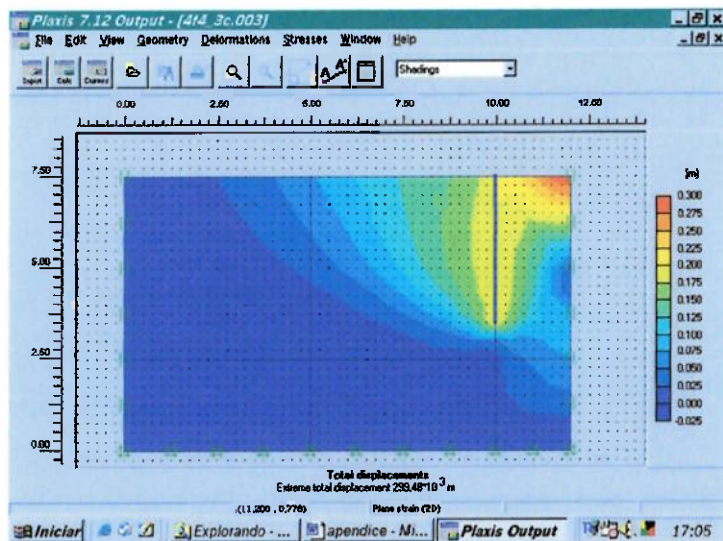 Plaxis 7.12 Output - [4f4_3c.003]
File Edit View Geometry Deformations Stresses Window Help
Input Calc Curves Shadings
0.00 2.50 5.00 7.50 10.00 12.50
7.50
5.00
2.50
0.00
[m]
0.300
0.275
0.250
0.225
0.200
0.175
0.150
0.125
0.100
0.075
0.050
0.025
0.000
-0.025
Total displacements
Extreme total displacement 299.48*10^-3 m
(11,200 , 0,776) Plane strain (2D)
Iniciar Explorando - ... apendice - Mi... Plaxis Output 17:05